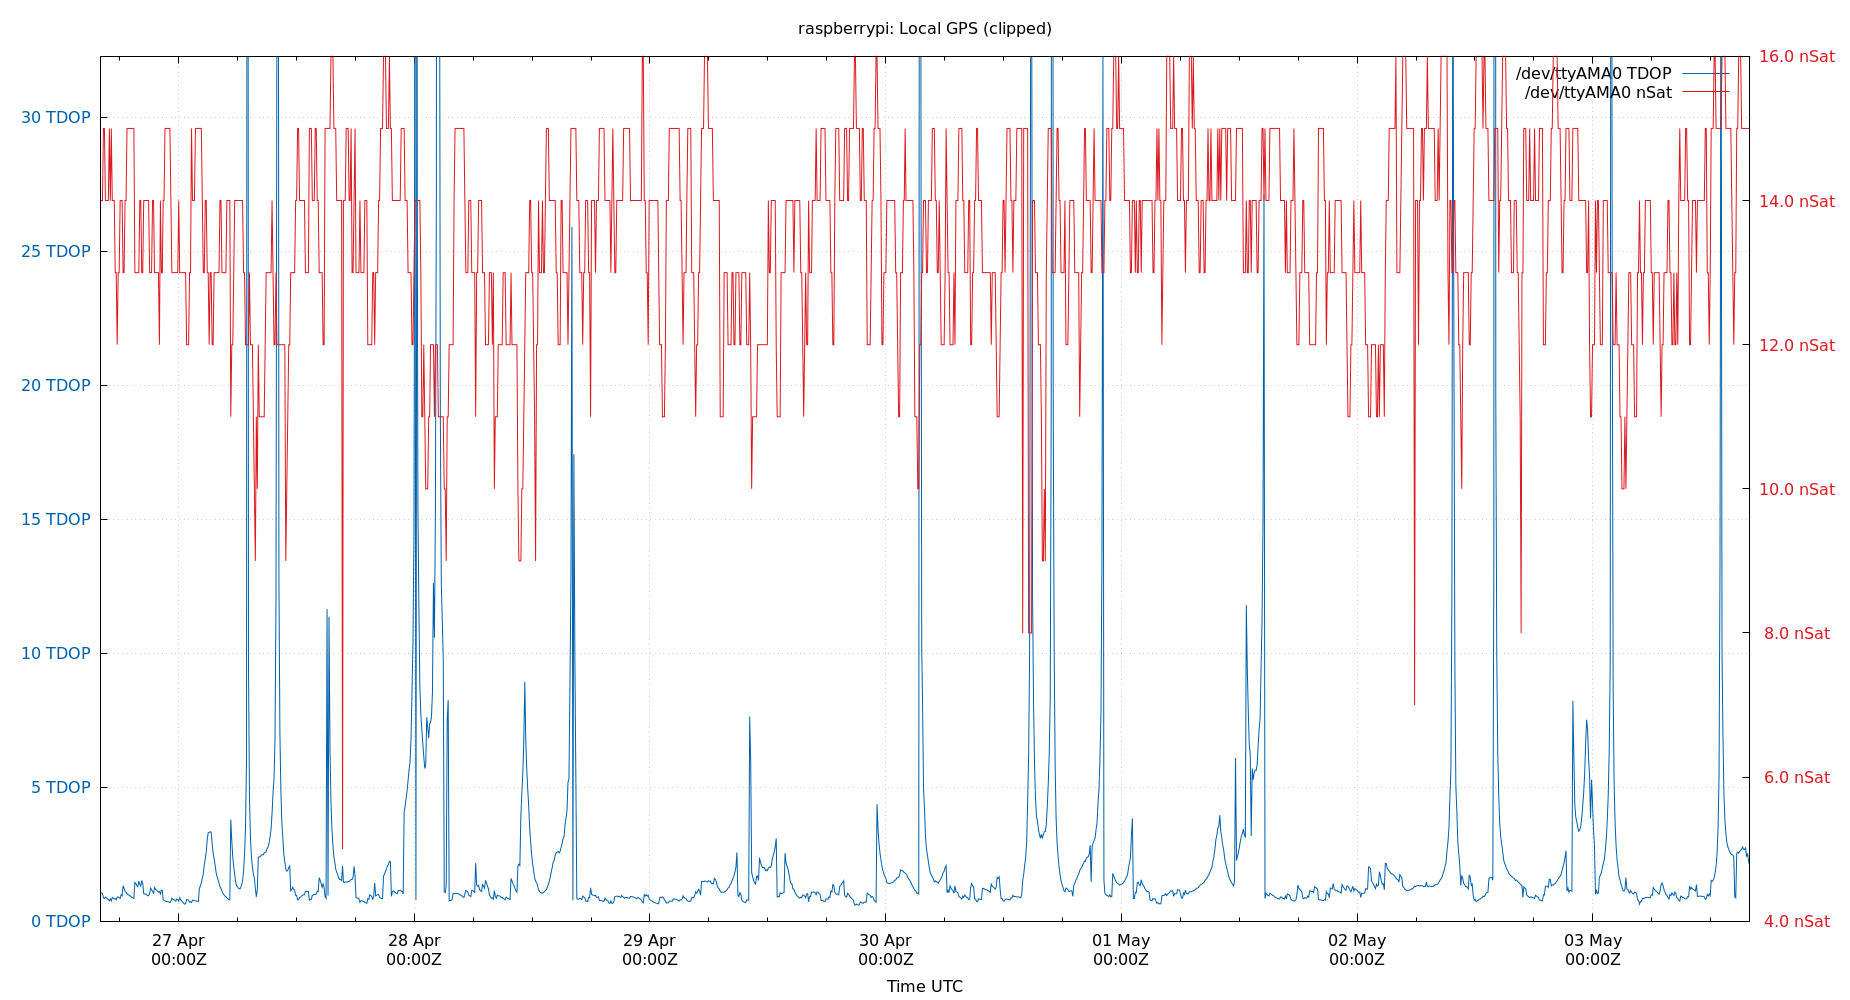 raspberrypi: Local GPS (clipped)
/dev/ttyAMA0 TDOP
/dev/ttyAMA0 nSat
30 TDOP
25 TDOP
20 TDOP
15 TDOP
10 TDOP
5 TDOP
0 TDOP
16.0 nSat
14.0 nSat
12.0 nSat
10.0 nSat
8.0 nSat
6.0 nSat
4.0 nSat
27 Apr
00:00Z
28 Apr
00:00Z
29 Apr
00:00Z
30 Apr
00:00Z
01 May
00:00Z
02 May
00:00Z
03 May
00:00Z
Time UTC